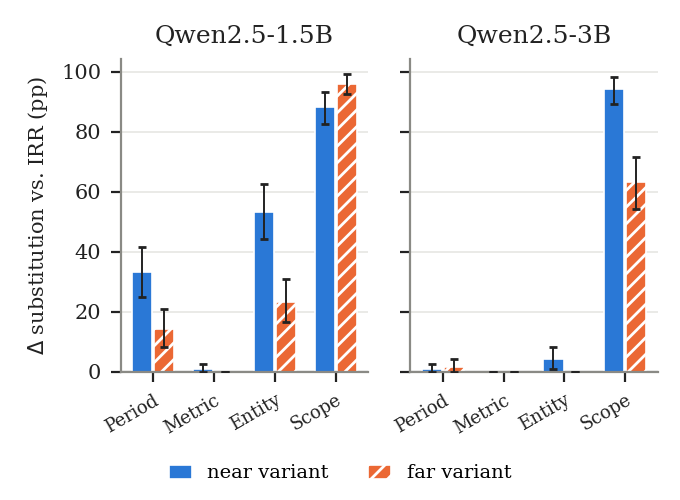 Qwen2.5-1.5B
Qwen2.5-3B
Δ substitution vs. IRR (pp)
100
80
60
40
20
0
Period
Metric
Entity
Scope
Period
Metric
Entity
Scope
near variant
far variant